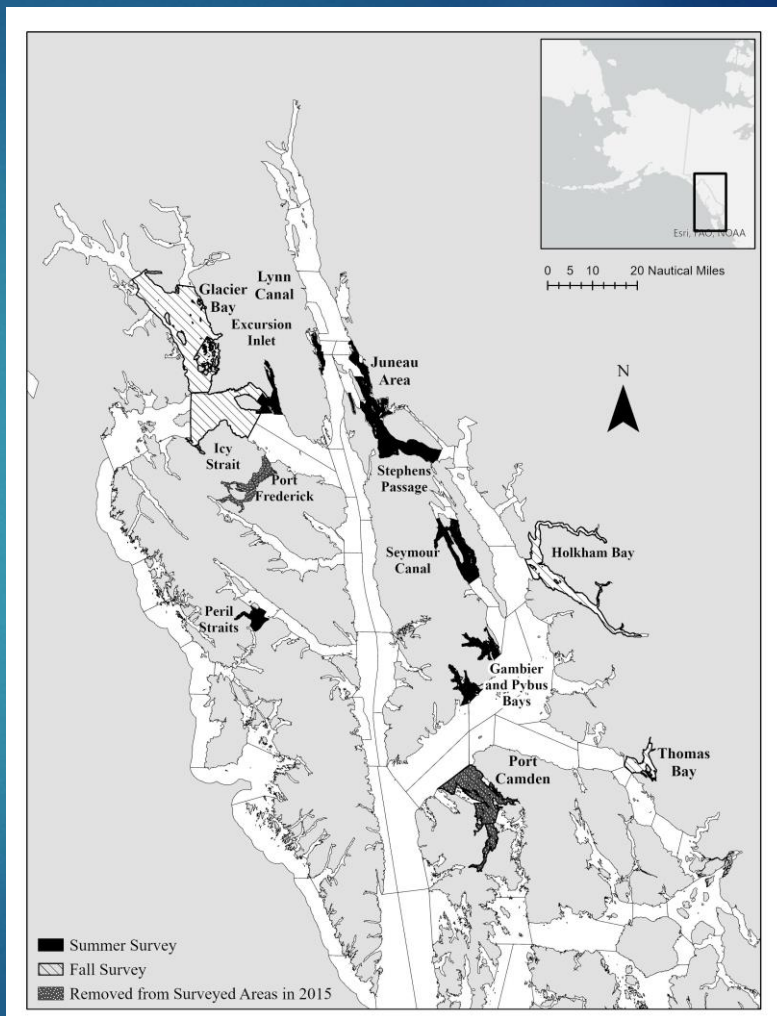 Esri, FAO, NOAA
0 5 10 20 Nautical Miles
N
Glacier
Bay
Lynn
Canal
Excursion
Inlet
Juneau
Area
Icy
Strait
Port
Frederick
Stephens
Passage
Seymour
Canal
Holkham Bay
Peril
Straits
Gambier
and Pybus
Bays
Port
Camden
Thomas
Bay
Summer Survey
Fall Survey
Removed from Surveyed Areas in 2015